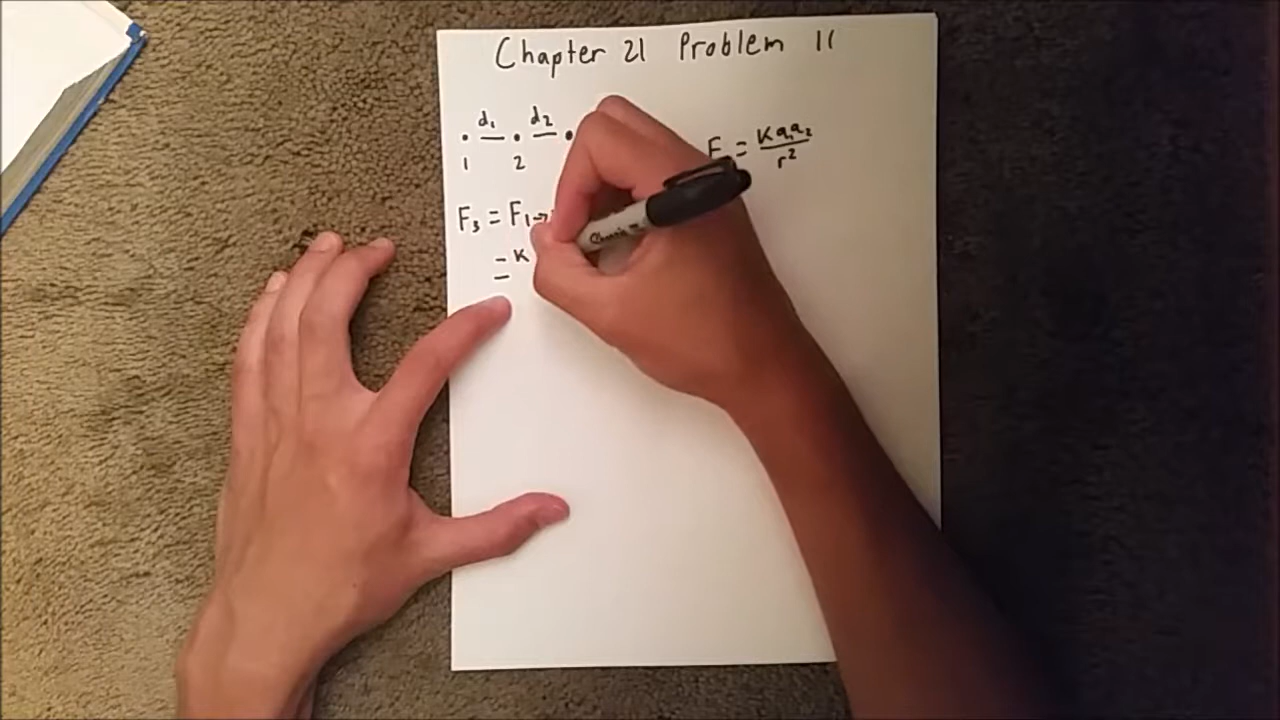 Chapter 21 Problem 11
d₁ d₂
1 2
F = Kq₁q₂/r²
F₃ = F₁→
= K